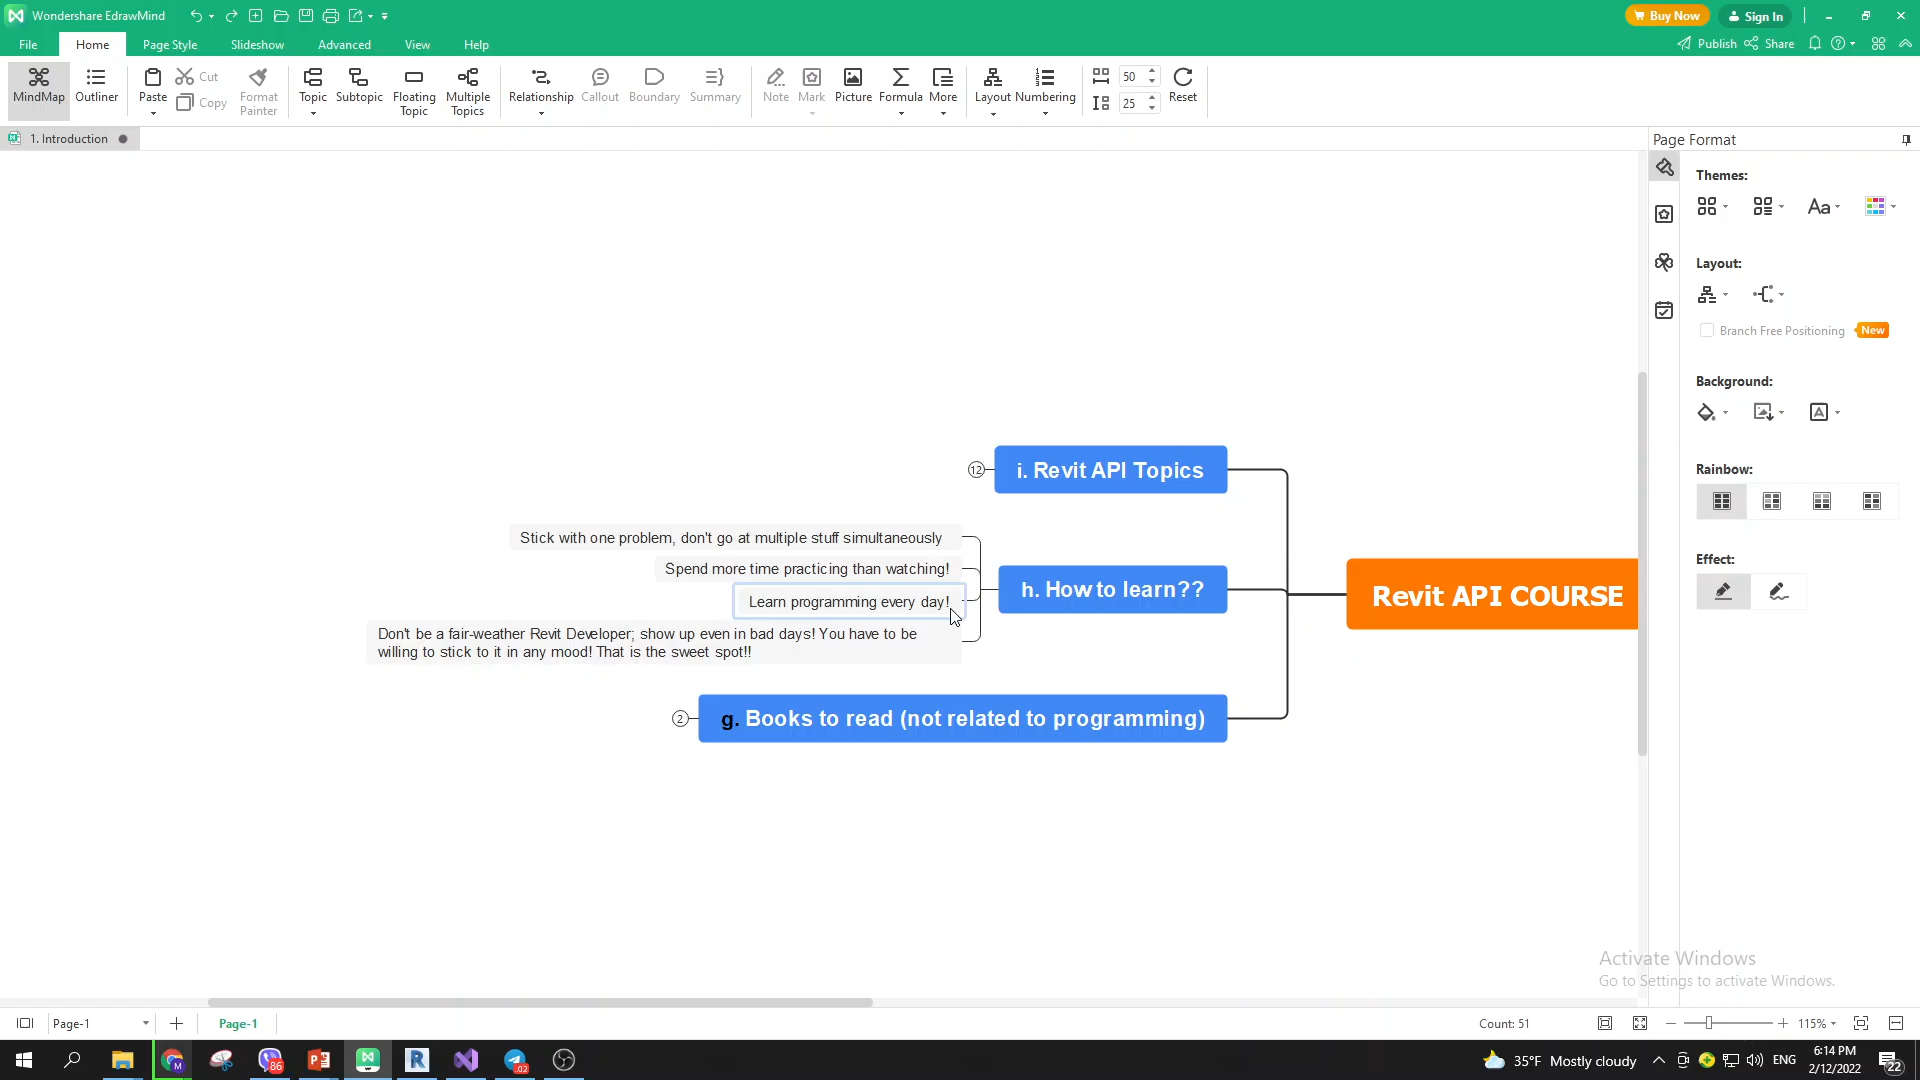 Wondershare EdrawMind
Buy Now
Sign In
File
Home
Page Style
Slideshow
Advanced
View
Help
Publish
Share
MindMap
Outliner
Paste
Cut
Copy
Format
Painter
Topic
Subtopic
Floating
Topic
Multiple
Topics
Relationship
Callout
Boundary
Summary
Note
Mark
Picture
Formula
More
Layout
Numbering
50
25
Reset
1. Introduction
Page Format
Themes:
Aa
Layout:
Branch Free Positioning
New
Background:
Rainbow:
Effect:
12
i. Revit API Topics
Stick with one problem, don't go at multiple stuff simultaneously
Spend more time practicing than watching!
Learn programming every day!
Don't be a fair-weather Revit Developer; show up even in bad days! You have to be
willing to stick to it in any mood! That is the sweet spot!!
h. How to learn??
Revit API COURSE
2
g. Books to read (not related to programming)
Activate Windows
Go to Settings to activate Windows.
Page-1
Page-1
Count: 51
115%
86
.02
35°F Mostly cloudy
ENG
6:14 PM
2/12/2022
22